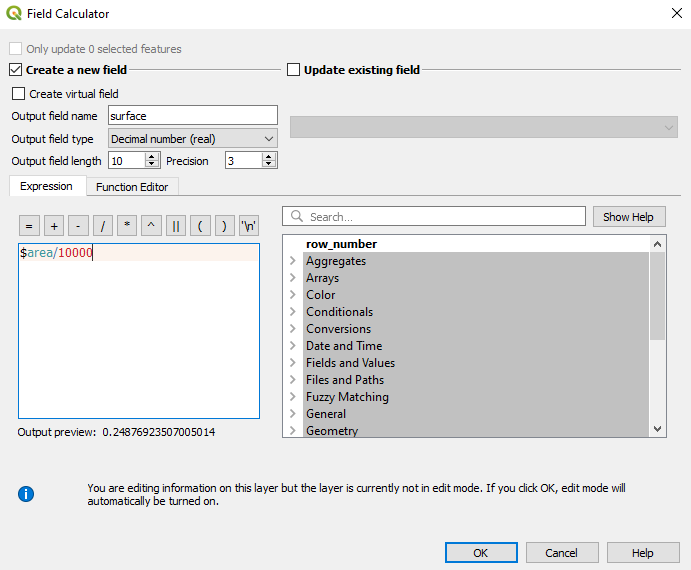 Field Calculator
Only update 0 selected features
Create a new field
Update existing field
Create virtual field
Output field name surface
Output field type Decimal number (real)
Output field length 10 Precision 3
Expression Function Editor
= + - / * ^ || ( ) '\n'
Search... Show Help
$area/10000
row_number
Aggregates
Arrays
Color
Conditionals
Conversions
Date and Time
Fields and Values
Files and Paths
Fuzzy Matching
General
Geometry
Output preview: 0.24876923507005014
You are editing information on this layer but the layer is currently not in edit mode. If you click OK, edit mode will
automatically be turned on.
OK Cancel Help